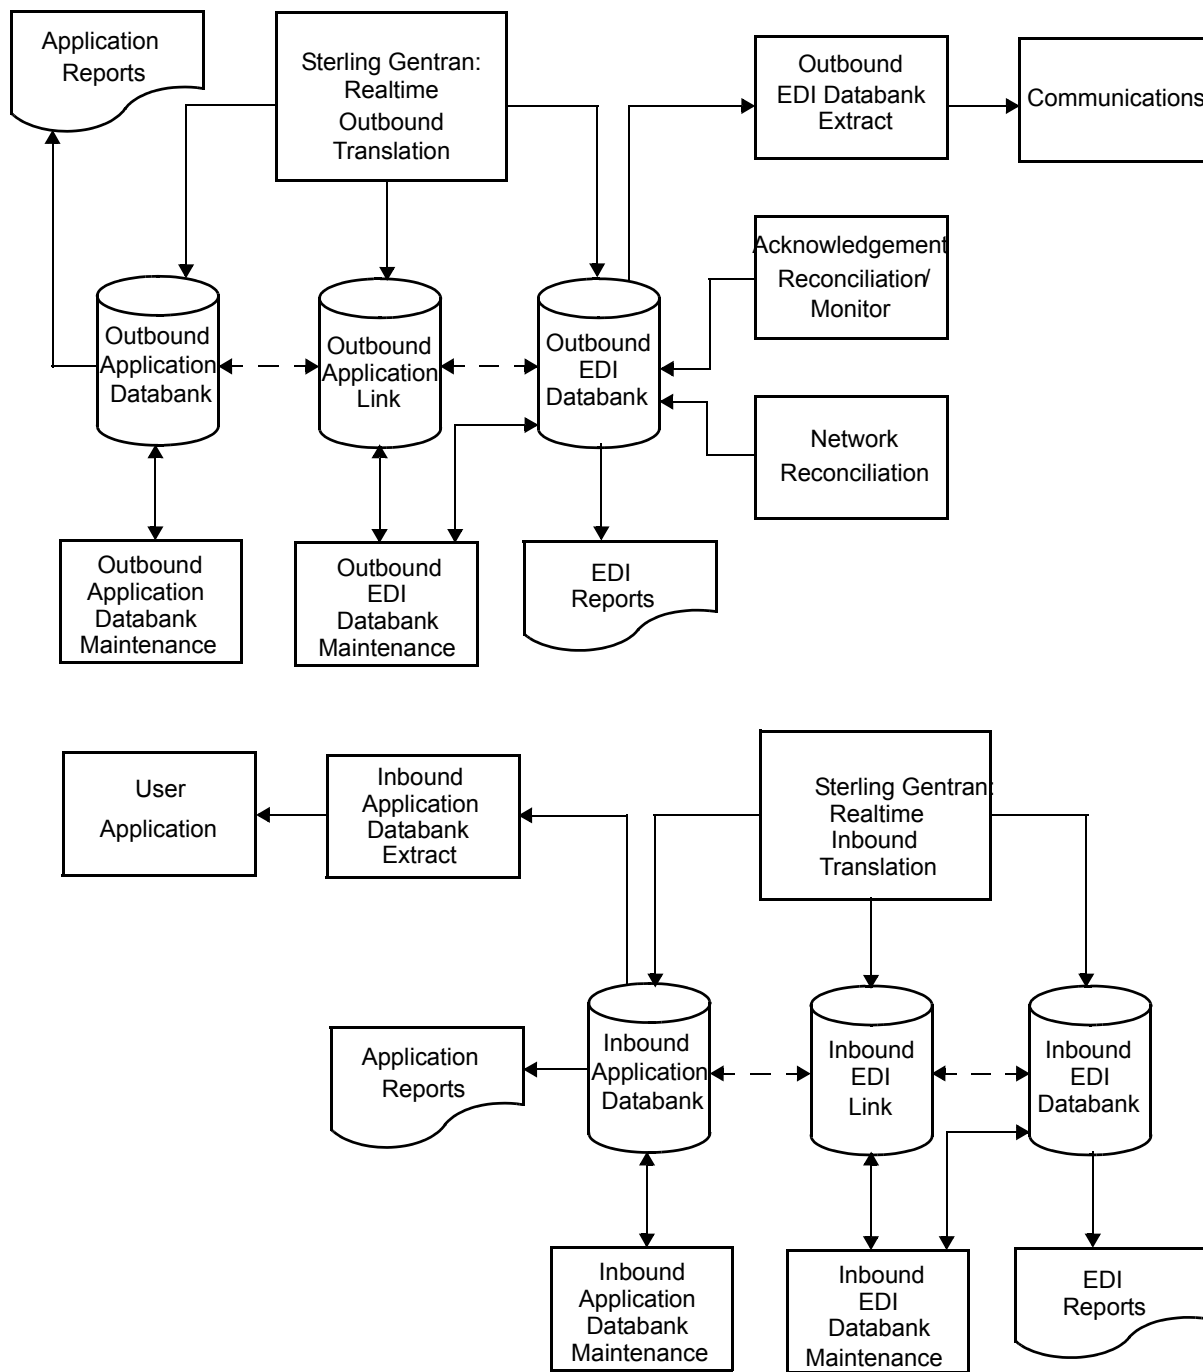 Application
Reports
Sterling Gentran:
Realtime
Outbound
Translation
Outbound
EDI Databank
Extract
Communications
Acknowledgement
Reconciliation/
Monitor
Outbound
Application
Databank
Outbound
Application
Link
Outbound
EDI
Databank
Network
Reconciliation
Outbound
Application
Databank
Maintenance
Outbound
EDI
Databank
Maintenance
EDI
Reports
User
Application
Inbound
Application
Databank
Extract
Sterling Gentran:
Realtime
Inbound
Translation
Application
Reports
Inbound
Application
Databank
Inbound
EDI
Link
Inbound
EDI
Databank
Inbound
Application
Databank
Maintenance
Inbound
EDI
Databank
Maintenance
EDI
Reports